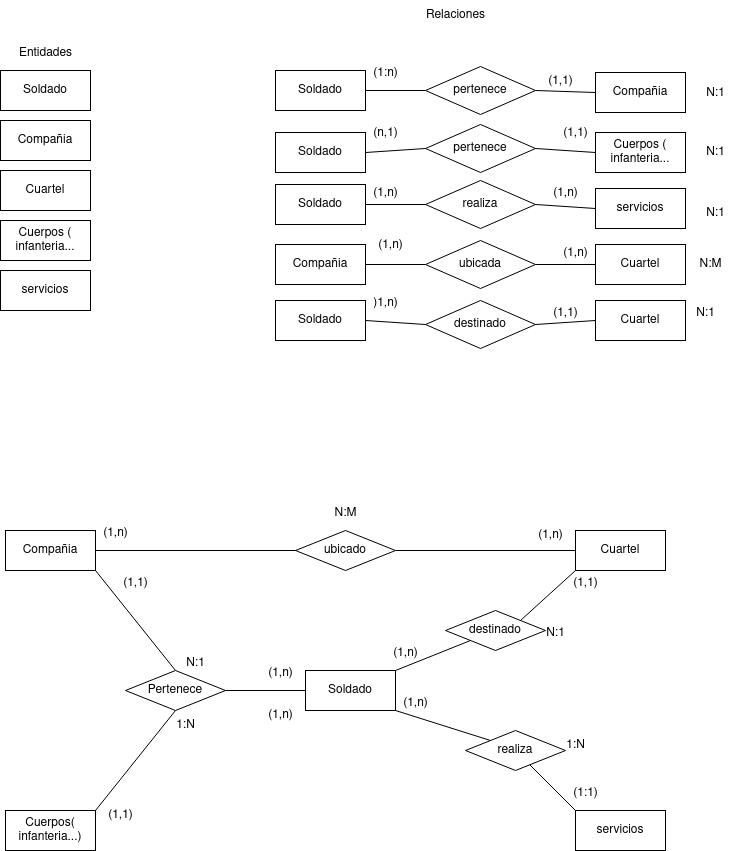 Relaciones
Entidades
Soldado
Compañia
Cuartel
Cuerpos (
infanteria...
servicios
Soldado
(1:n)
pertenece
(1,1)
Compañia
N:1
Soldado
(n,1)
pertenece
(1,1)
Cuerpos (
infanteria...
N:1
Soldado
(1,n)
realiza
(1,n)
servicios
N:1
Compañia
(1,n)
ubicada
(1,n)
Cuartel
N:M
Soldado
)1,n)
destinado
(1,1)
Cuartel
N:1
N:M
Compañia
(1,n)
ubicado
(1,n)
Cuartel
(1,1)
(1,1)
destinado
N:1
N:1
(1,n)
(1,n)
Pertenece
Soldado
1:N
(1,n)
(1,n)
realiza
1:N
(1:1)
(1,1)
Cuerpos(
infanteria...)
servicios